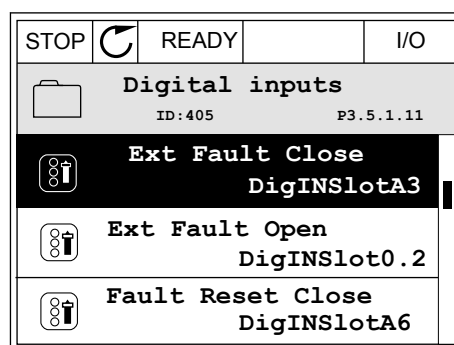 STOP READY I/O
Digital inputs
ID:405 P3.5.1.11
Ext Fault Close
DigINSlotA3
Ext Fault Open
DigINSlot0.2
Fault Reset Close
DigINSlotA6